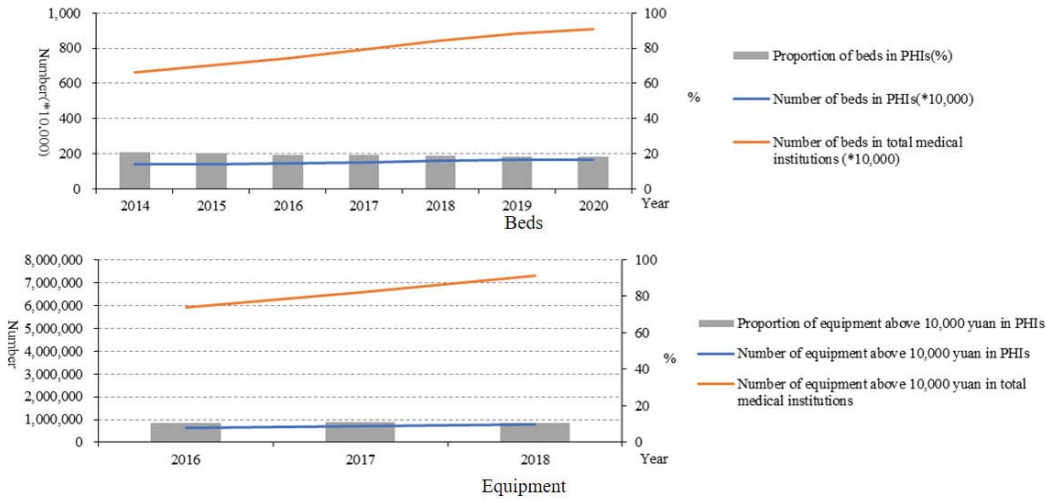 1,000
800
600
400
200
0
Number(*10,000)
100
80
60
40
20
0
%
2014 2015 2016 2017 2018 2019 2020 Year
Beds
Proportion of beds in PHIs(%)
Number of beds in PHIs(*10,000)
Number of beds in total medical
institutions (*10,000)
8,000,000
7,000,000
6,000,000
5,000,000
4,000,000
3,000,000
2,000,000
1,000,000
0
Number
100
80
60
40
20
0
%
2016 2017 2018 Year
Equipment
Proportion of equipment above 10,000 yuan in PHIs
Number of equipment above 10,000 yuan in PHIs
Number of equipment above 10,000 yuan in total
medical institutions